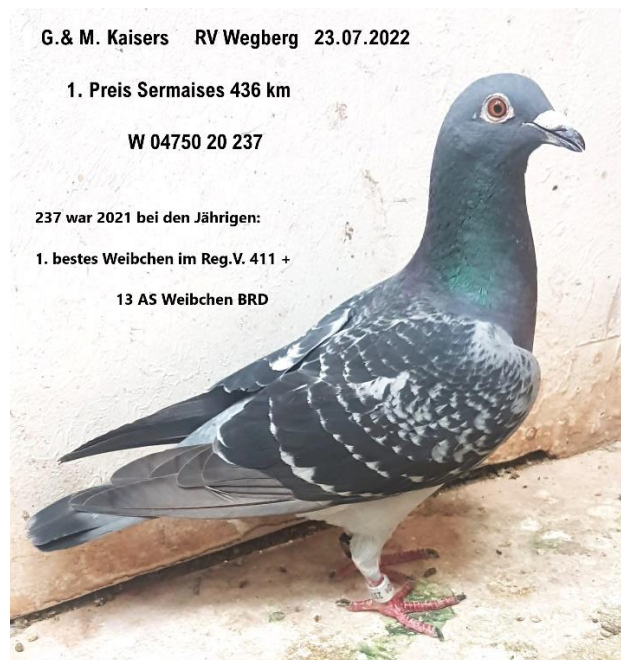 G.& M. Kaisers RV Wegberg 23.07.2022
1. Preis Sermaises 436 km
W 04750 20 237
237 war 2021 bei den Jährigen:
1. bestes Weibchen im Reg.V. 411 +
13 AS Weibchen BRD